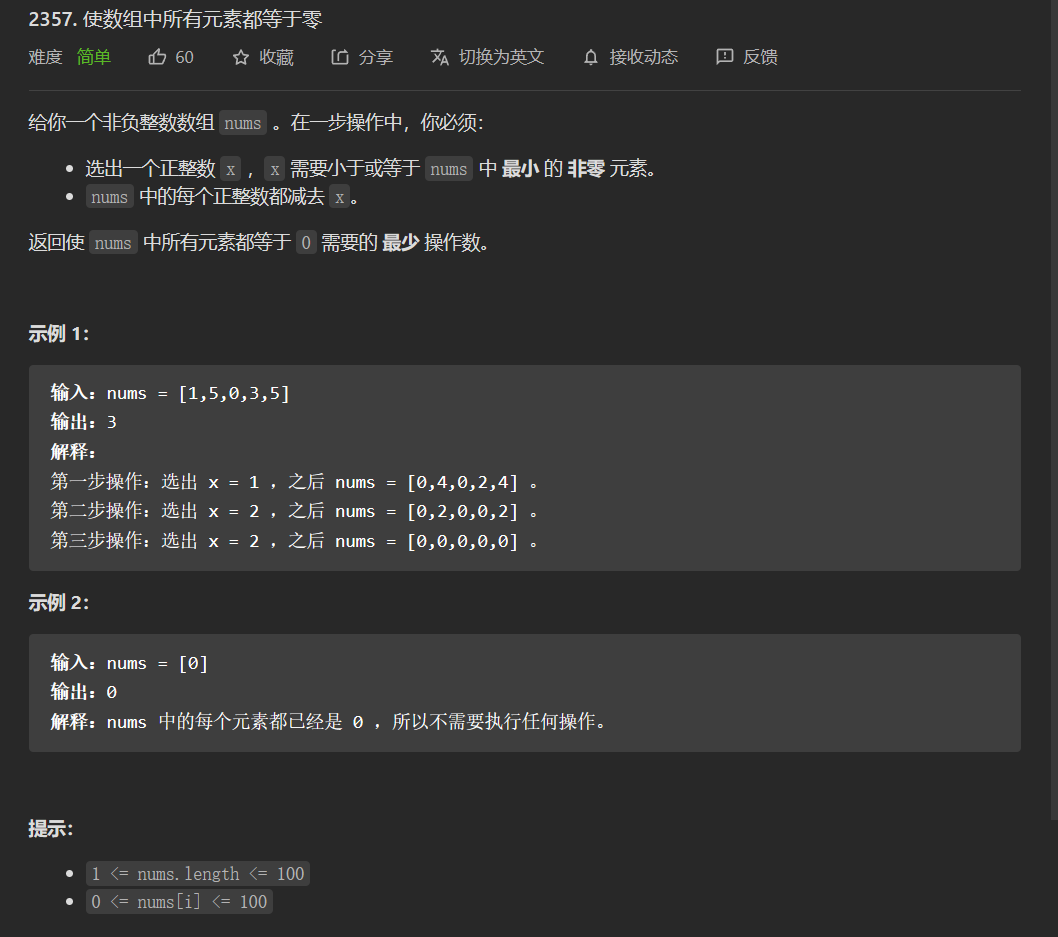 2357. 使数组中所有元素都等于零
难度 简单 60 收藏 分享 切换为英文 接收动态 反馈
给你一个非负整数数组 nums 。在一步操作中，你必须：
选出一个正整数 x ，x 需要小于或等于 nums 中 最小 的 非零 元素。
nums 中的每个正整数都减去 x。
返回使 nums 中所有元素都等于 0 需要的 最少 操作数。
示例 1：
输入：nums = [1,5,0,3,5]
输出：3
解释：
第一步操作：选出 x = 1 ，之后 nums = [0,4,0,2,4] 。
第二步操作：选出 x = 2 ，之后 nums = [0,2,0,0,2] 。
第三步操作：选出 x = 2 ，之后 nums = [0,0,0,0,0] 。
示例 2：
输入：nums = [0]
输出：0
解释：nums 中的每个元素都已经是 0 ，所以不需要执行任何操作。
提示：
1 <= nums.length <= 100
0 <= nums[i] <= 100